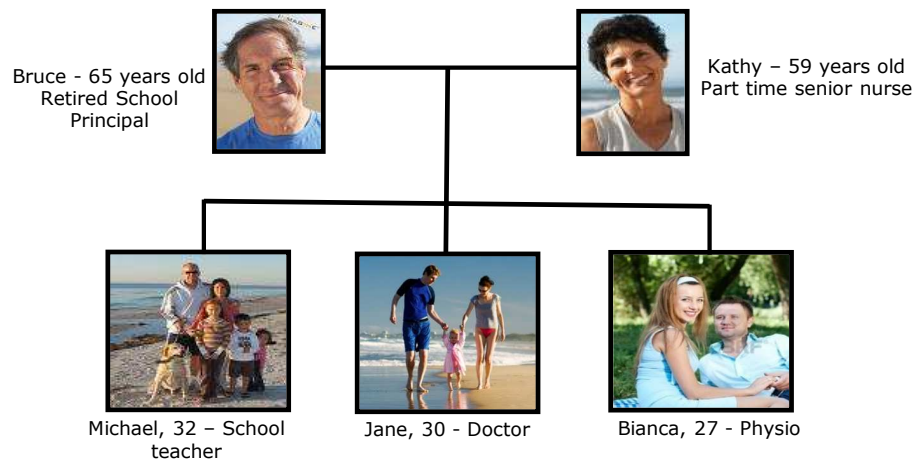 Bruce - 65 years old
Retired School
Principal
Kathy – 59 years old
Part time senior nurse
Michael, 32 – School
teacher
Jane, 30 - Doctor
Bianca, 27 - Physio